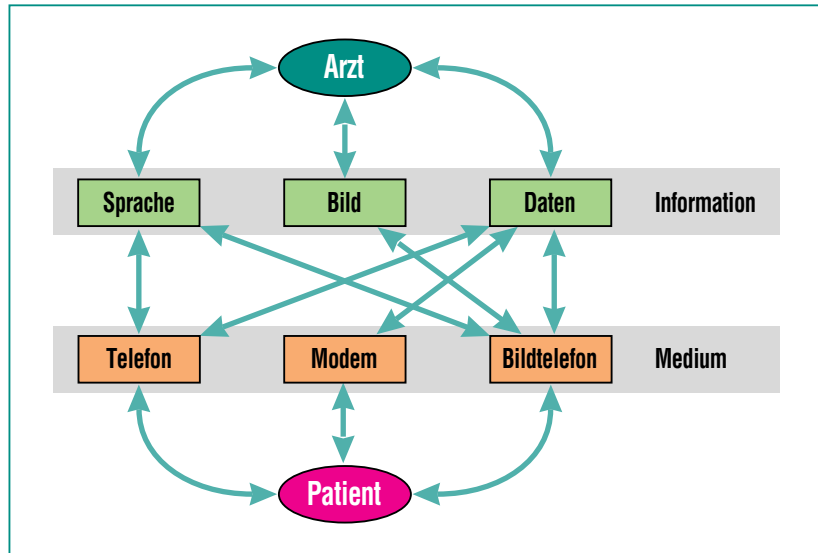 Arzt
Sprache Bild Daten Information
Telefon Modem Bildtelefon Medium
Patient